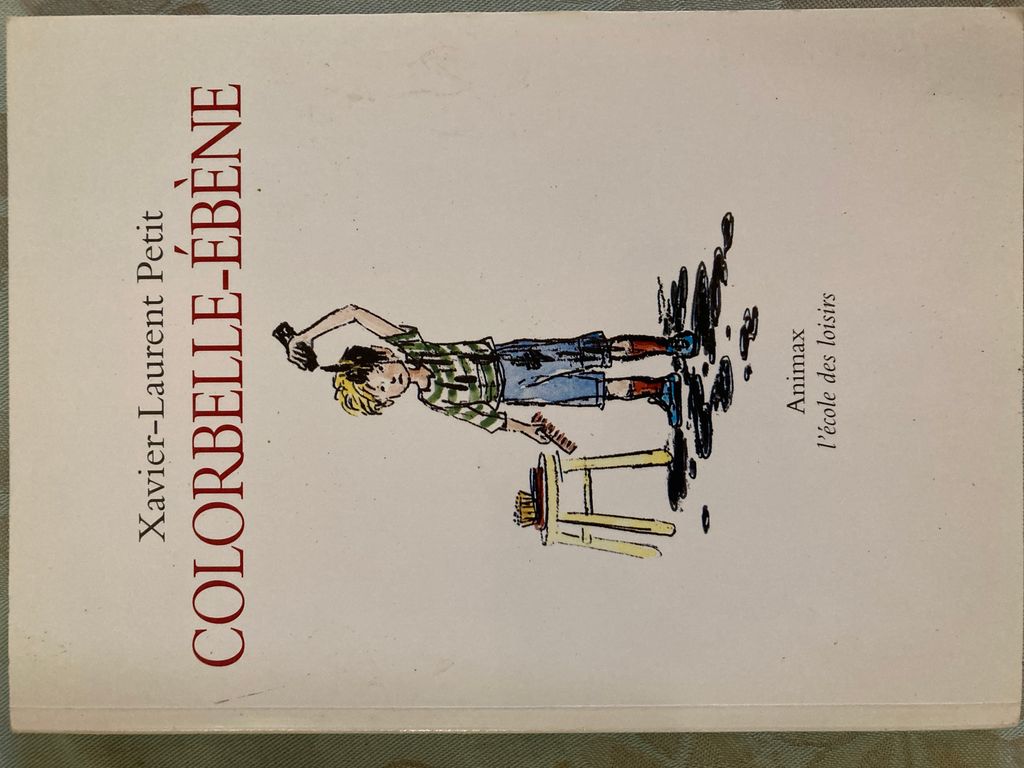 Xavier-Laurent Petit
COLORBELLE-ÉBÈNE
Animax
l'école des loisirs